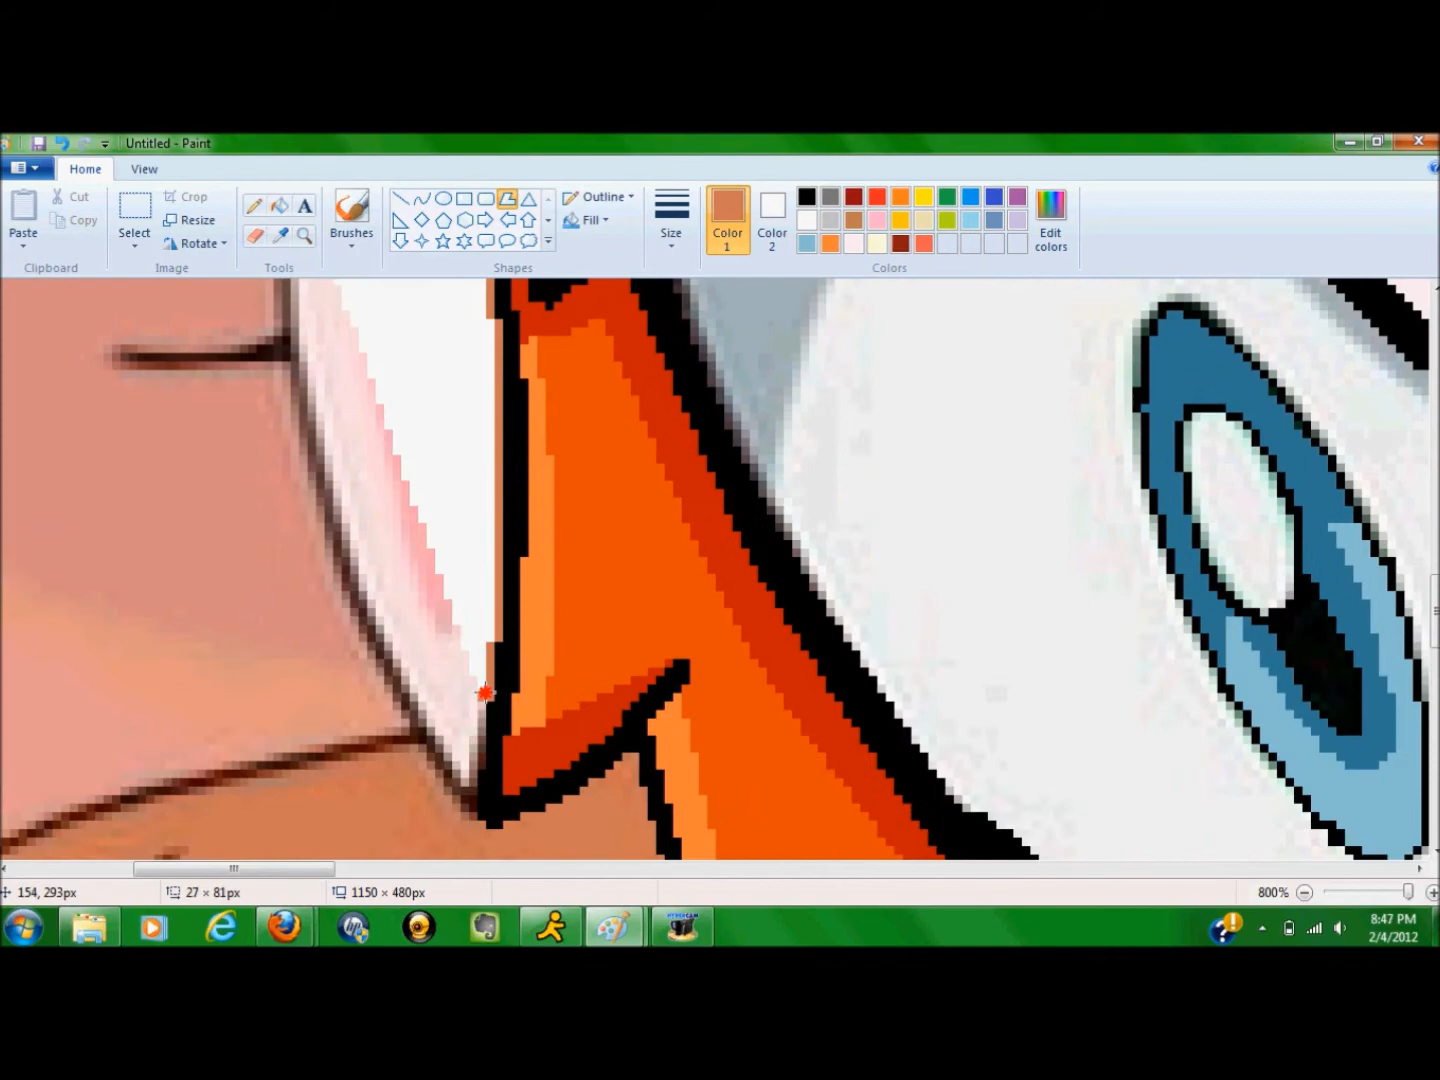 Untitled - Paint
Home View
Cut
Copy
Paste
Clipboard
Select
Crop
Resize
Rotate
Image
A
Tools
Brushes
Shapes
Outline
Fill
Size
Color
1
Color
2
Colors
Edit
colors
154, 293px
27 × 81px
1150 × 480px
800%
8:47 PM
2/4/2012